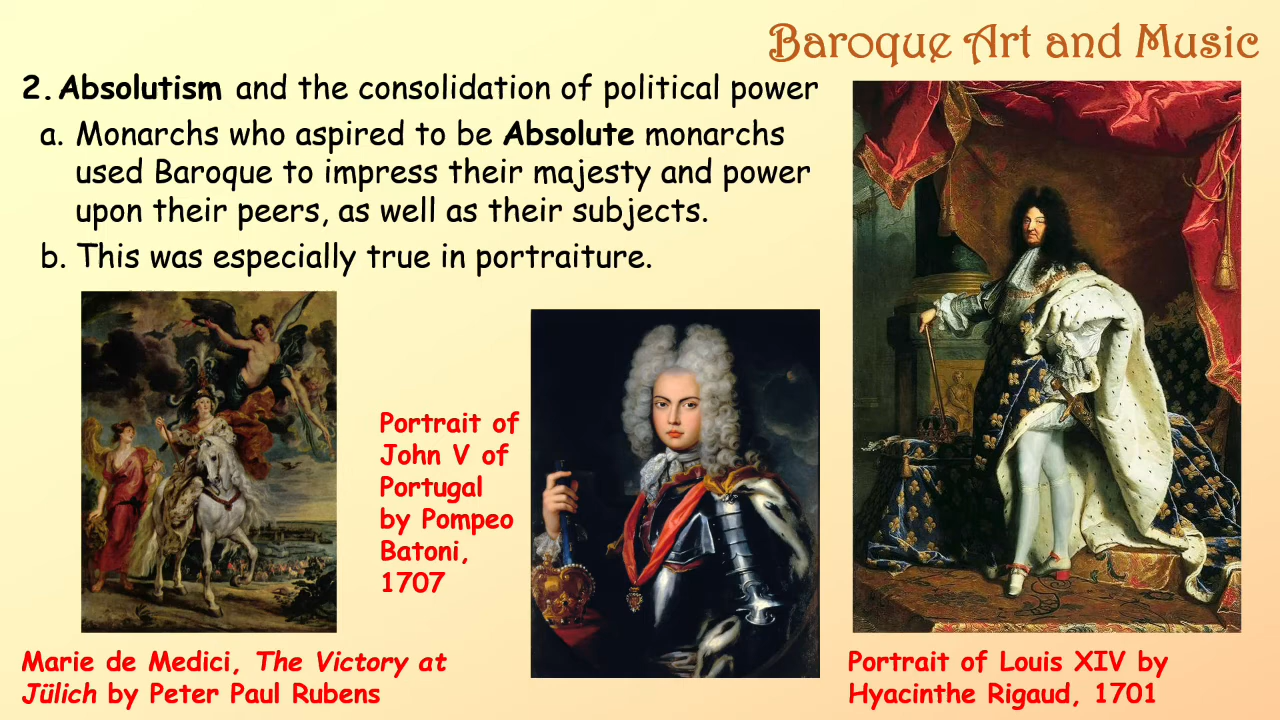 Baroque Art and Music
2. Absolutism and the consolidation of political power
a. Monarchs who aspired to be Absolute monarchs
used Baroque to impress their majesty and power
upon their peers, as well as their subjects.
b. This was especially true in portraiture.
Portrait of
John V of
Portugal
by Pompeo
Batoni,
1707
Marie de Medici, The Victory at
Jülich by Peter Paul Rubens
Portrait of Louis XIV by
Hyacinthe Rigaud, 1701